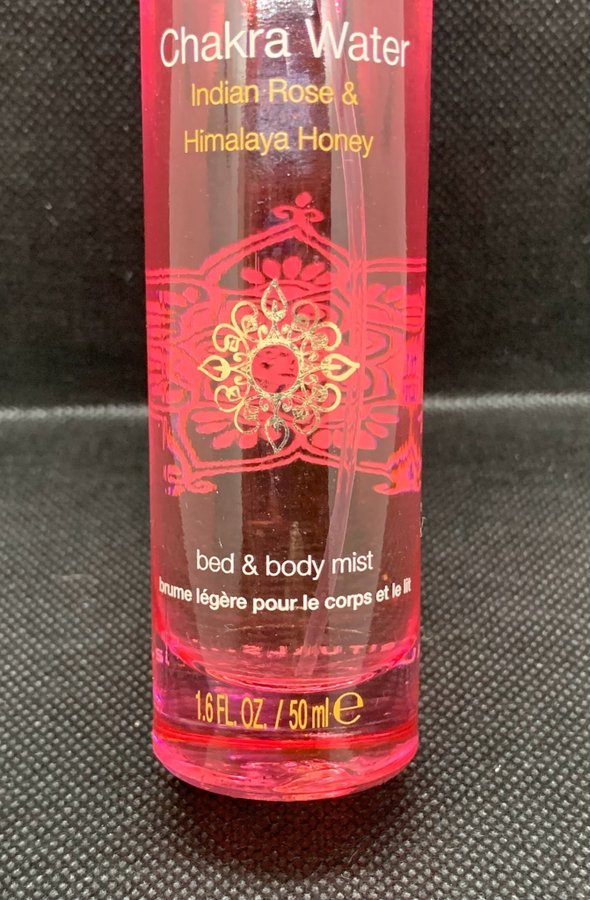 Chakra Water
Indian Rose &
Himalaya Honey
bed & body mist
brume légère pour le corps et le lit
1.6 FL. OZ. / 50 ml ℮